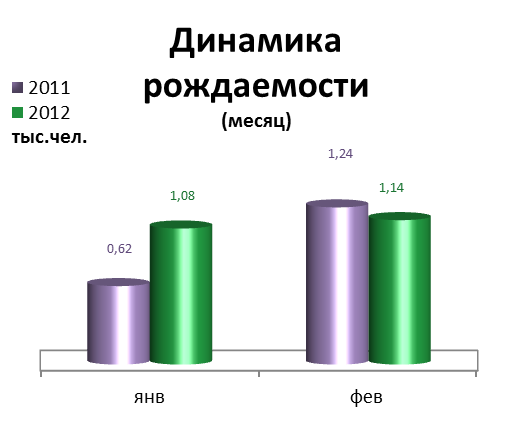 Динамика
рождаемости
(месяц)
2011
2012
тыс.чел.
1,24
1,14
1,08
0,62
янв фев